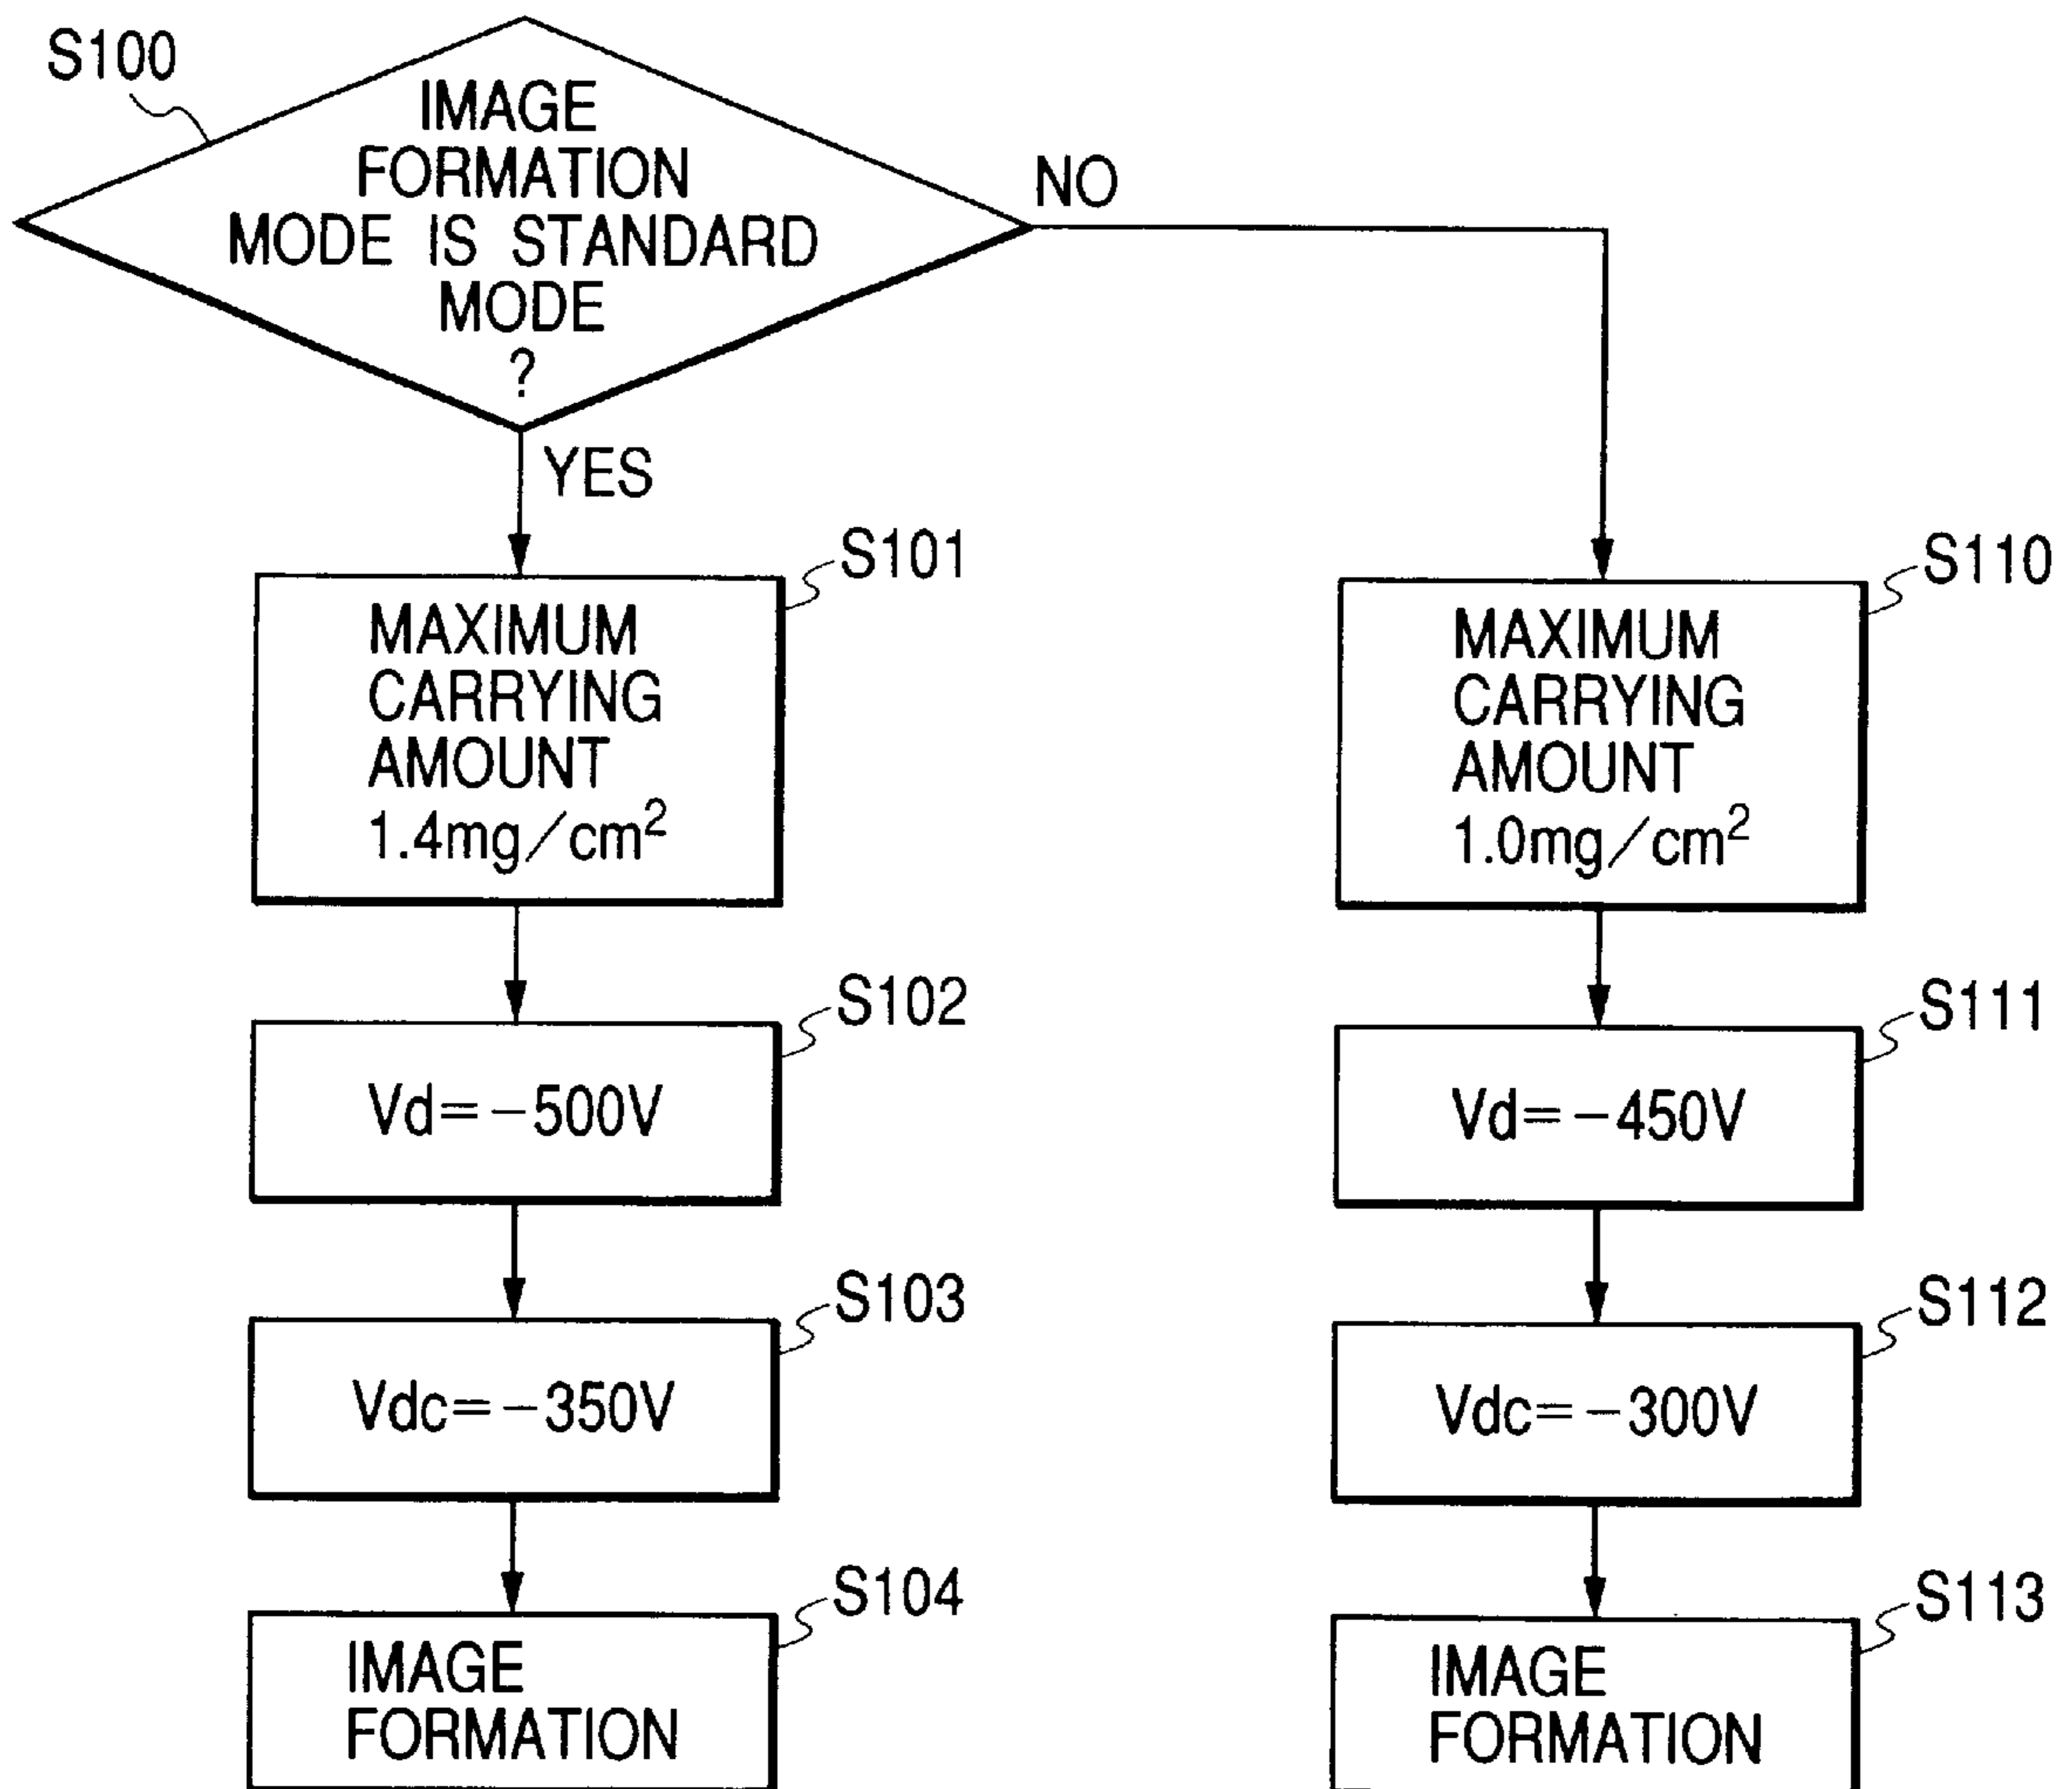 S100
IMAGE
FORMATION
MODE IS STANDARD
MODE
?
NO
YES
S101
MAXIMUM
CARRYING
AMOUNT
1.4mg/cm²
S110
MAXIMUM
CARRYING
AMOUNT
1.0mg/cm²
S102
Vd=−500V
S111
Vd=−450V
S103
Vdc=−350V
S112
Vdc=−300V
S104
IMAGE
FORMATION
S113
IMAGE
FORMATION